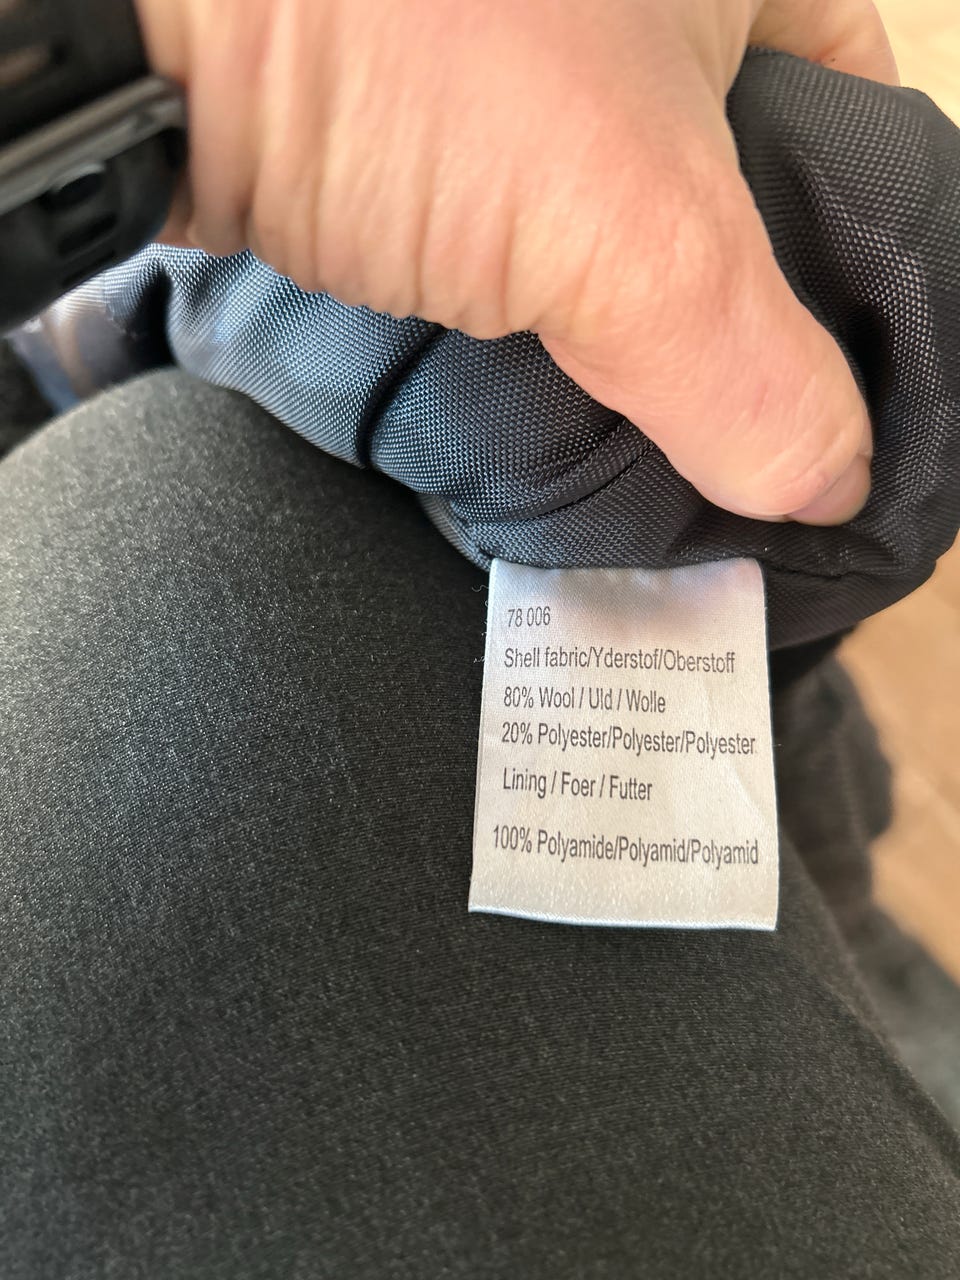 78 006
Shell fabric/Yderstof/Oberstoff
80% Wool / Uld / Wolle
20% Polyester/Polyester/Polyester
Lining / Foer / Futter
100% Polyamide/Polyamid/Polyamid